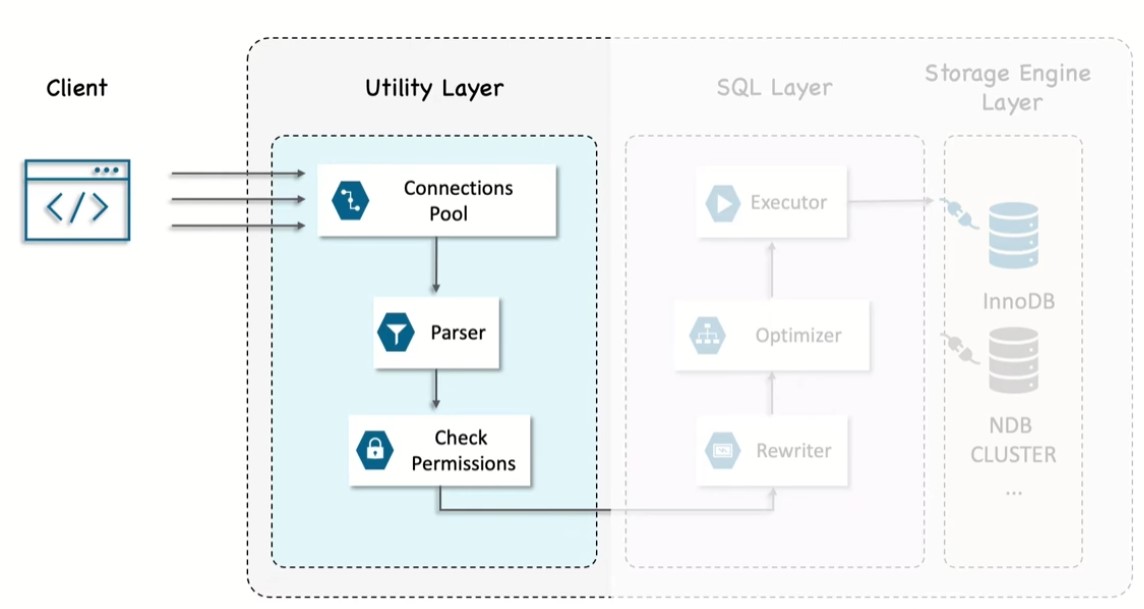 Client
Utility Layer
SQL Layer
Storage Engine
Layer
</>
Connections
Pool
Parser
Check
Permissions
Executor
Optimizer
Rewriter
InnoDB
NDB
CLUSTER
...